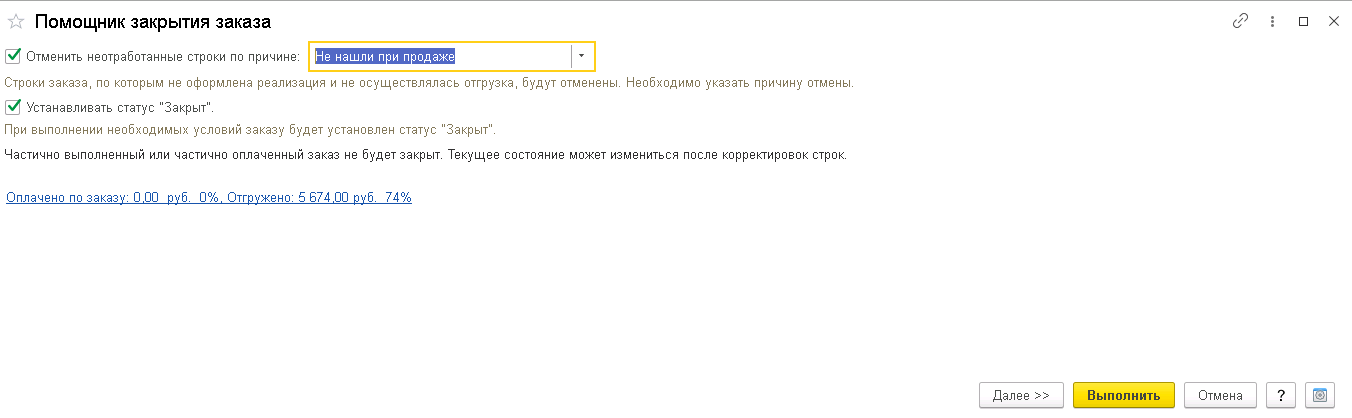 Помощник закрытия заказа
Отменить неотработанные строки по причине: Не нашли при продаже
Строки заказа, по которым не оформлена реализация и не осуществлялась отгрузка, будут отменены. Необходимо указать причину отмены.
Устанавливать статус "Закрыт".
При выполнении необходимых условий заказу будет установлен статус "Закрыт".
Частично выполненный или частично оплаченный заказ не будет закрыт. Текущее состояние может измениться после корректировок строк.
Оплачено по заказу: 0,00 руб. 0%, Отгружено: 5 674,00 руб. 74%
Далее >> Выполнить Отмена ?